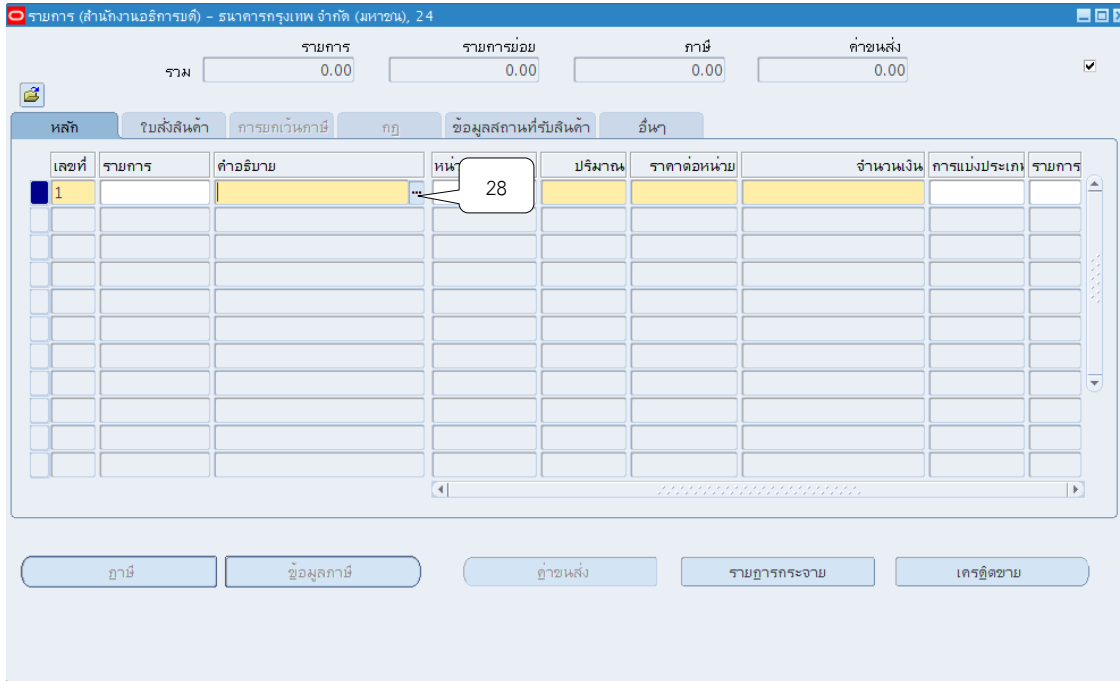 รายการ (สำนักงานอธิการบดี) – ธนาคารกรุงเทพ จำกัด (มหาชน), 24
รายการ รายการย่อย ภาษี ค่าขนส่ง
รวม 0.00 0.00 0.00 0.00
หลัก ใบสั่งสินค้า การยกเว้นภาษี กฎ ข้อมูลสถานที่รับสินค้า อื่นๆ
เลขที่ รายการ คำอธิบาย หน่ ปริมาณ ราคาต่อหน่วย จำนวนเงิน การแบ่งประเภ รายการ
1 ... 28
ภาษี ข้อมูลภาษี ค่าขนส่ง รายการกระจาย เครดิตขาย